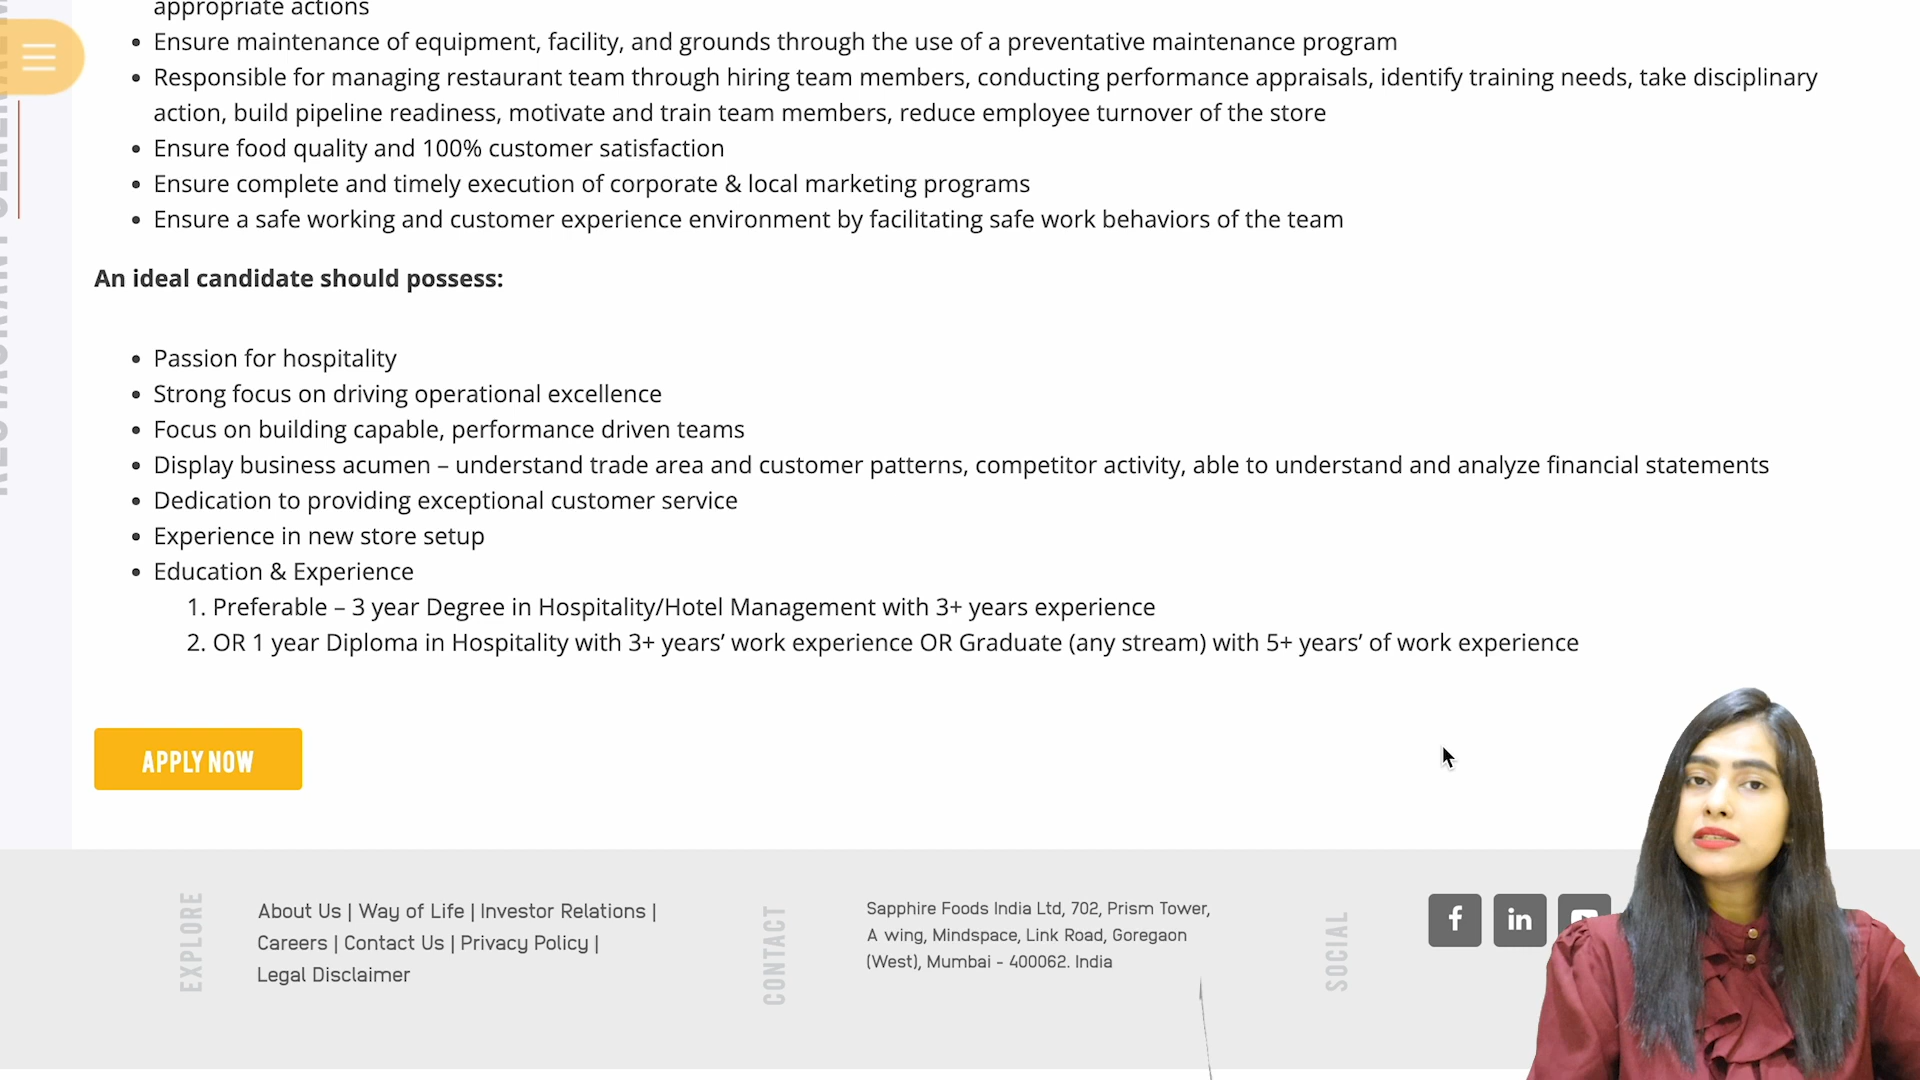 appropriate actions
• Ensure maintenance of equipment, facility, and grounds through the use of a preventative maintenance program
• Responsible for managing restaurant team through hiring team members, conducting performance appraisals, identify training needs, take disciplinary
action, build pipeline readiness, motivate and train team members, reduce employee turnover of the store
• Ensure food quality and 100% customer satisfaction
• Ensure complete and timely execution of corporate & local marketing programs
• Ensure a safe working and customer experience environment by facilitating safe work behaviors of the team
An ideal candidate should possess:
• Passion for hospitality
• Strong focus on driving operational excellence
• Focus on building capable, performance driven teams
• Display business acumen – understand trade area and customer patterns, competitor activity, able to understand and analyze financial statements
• Dedication to providing exceptional customer service
• Experience in new store setup
• Education & Experience
1. Preferable – 3 year Degree in Hospitality/Hotel Management with 3+ years experience
2. OR 1 year Diploma in Hospitality with 3+ years’ work experience OR Graduate (any stream) with 5+ years’ of work experience
APPLY NOW
EXPLORE
About Us | Way of Life | Investor Relations |
Careers | Contact Us | Privacy Policy |
Legal Disclaimer
CONTACT
Sapphire Foods India Ltd, 702, Prism Tower,
A wing, Mindspace, Link Road, Goregaon
(West), Mumbai - 400062. India
SOCIAL
f
in